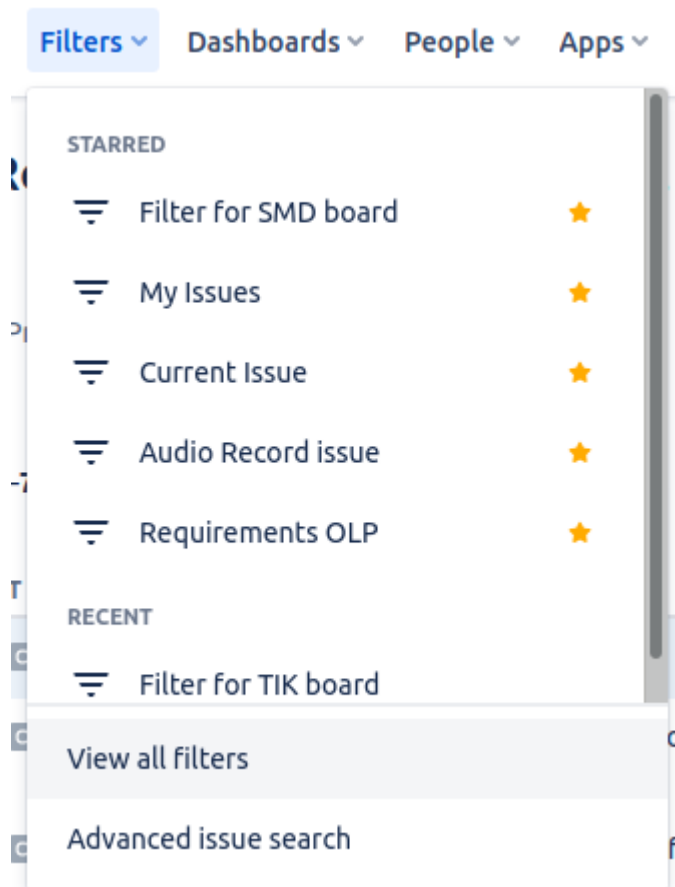 Filters Dashboards People Apps
STARRED
Filter for SMD board
My Issues
Current Issue
Audio Record issue
Requirements OLP
RECENT
Filter for TIK board
View all filters
Advanced issue search